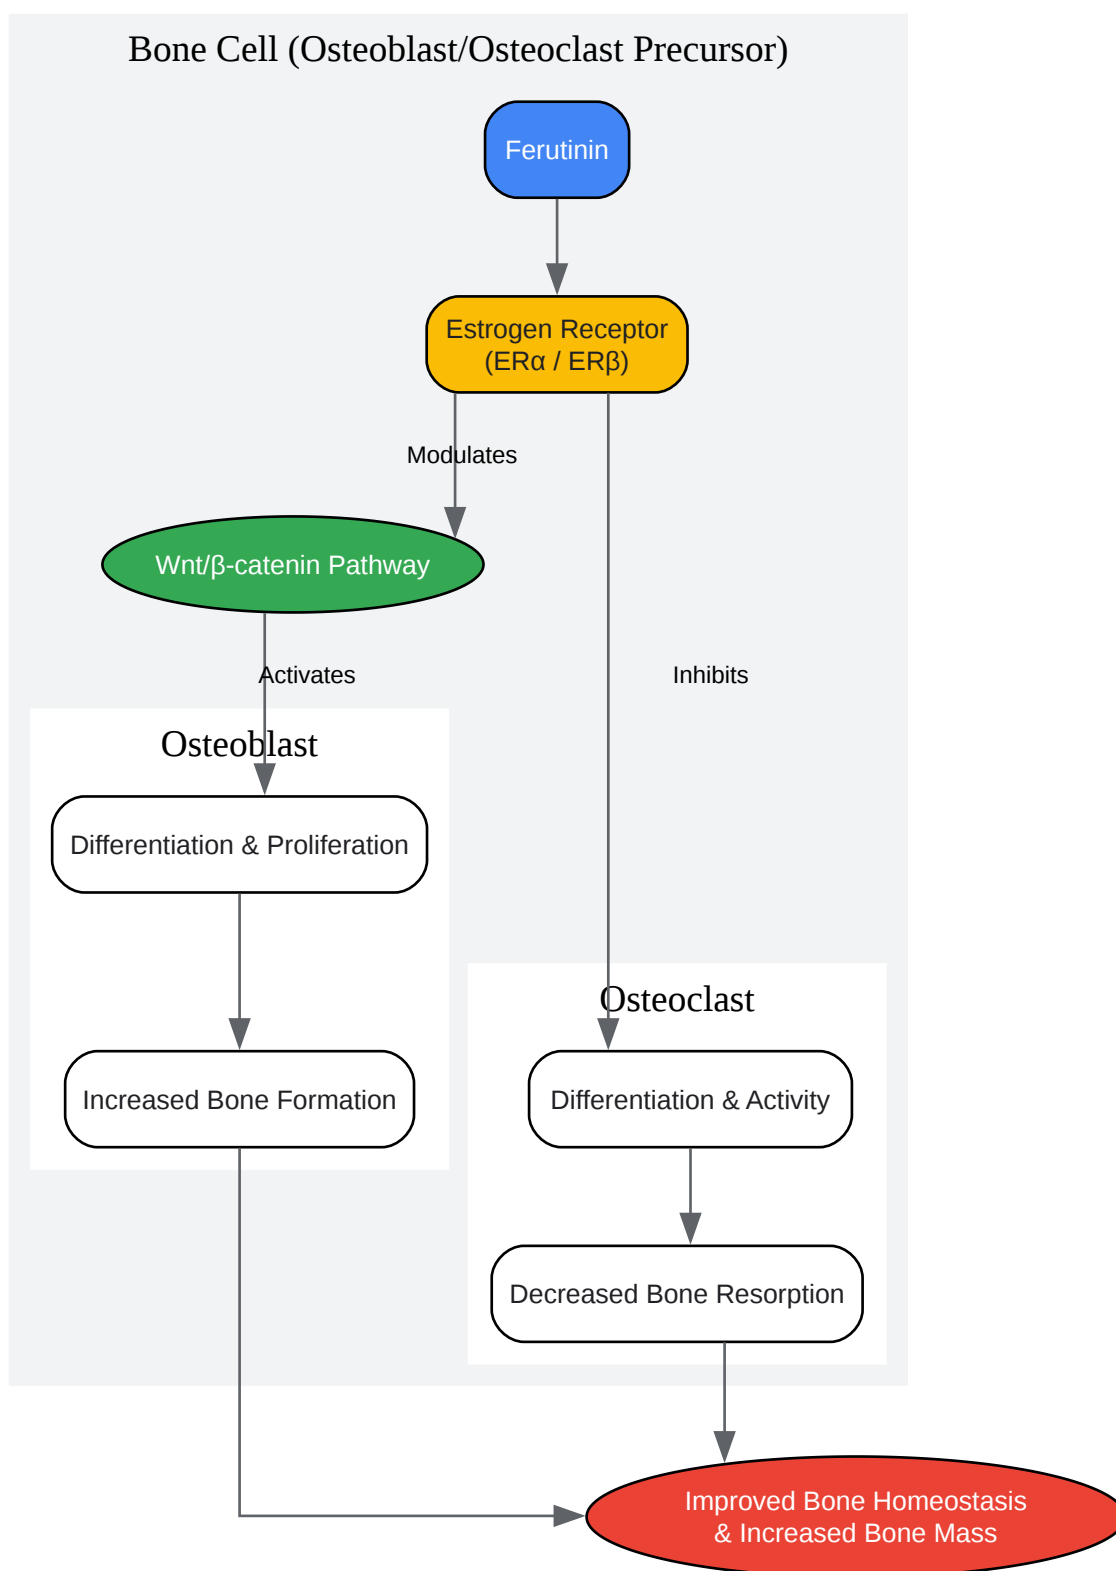 Bone Cell (Osteoblast/Osteoclast Precursor)
Ferutinin
Estrogen Receptor
(ERα / ERβ)
Modulates
Wnt/β-catenin Pathway
Activates
Inhibits
Osteoblast
Differentiation & Proliferation
Osteoclast
Increased Bone Formation
Differentiation & Activity
Decreased Bone Resorption
Improved Bone Homeostasis
& Increased Bone Mass